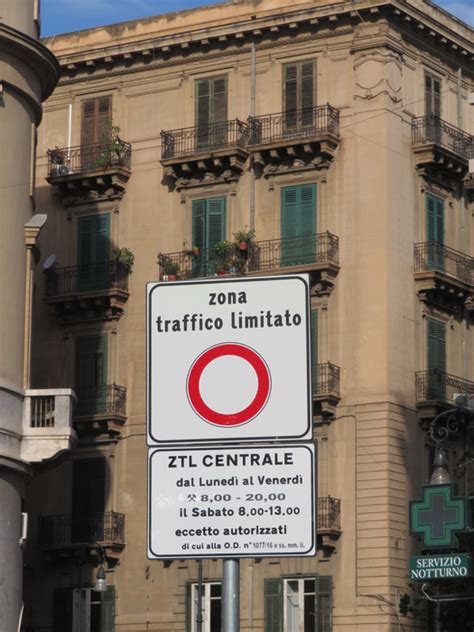 zona
traffico limitato
ZTL CENTRALE
dal Lunedì al Venerdì
8,00 - 20,00
il Sabato 8,00-13,00
eccetto autorizzati
di cui alla O.D. n° 1077/16 e ss. mm. ii.
SERVIZIO
NOTTURNO